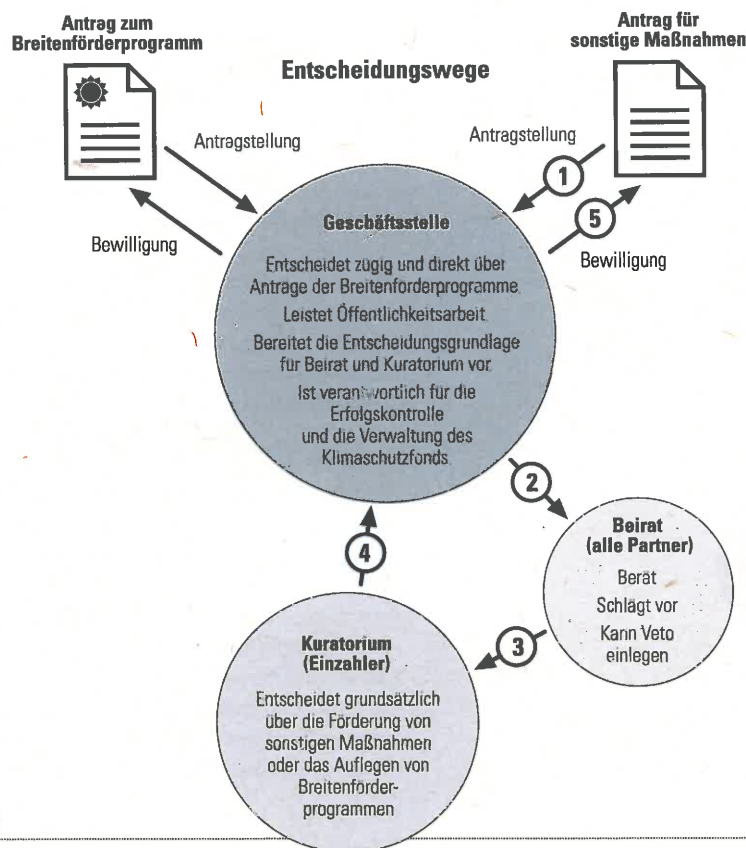 Antrag zum
Breitenförderprogramm
Antrag für
sonstige Maßnahmen
Entscheidungswege
Antragstellung
Antragstellung
1
5
Bewilligung
Bewilligung
Geschäftsstelle
Entscheidet zügig und direkt über
Anträge der Breitenförderprogramme
Leistet Öffentlichkeitsarbeit
Bereitet die Entscheidungsgrundlage
für Beirat und Kuratorium vor
Ist verantwortlich für die
Erfolgskontrolle
und die Verwaltung des
Klimaschutzfonds
2
Beirat
(alle Partner)
Berät
Schlägt vor
Kann Veto
einlegen
3
4
Kuratorium
(Einzahler)
Entscheidet grundsätzlich
über die Förderung von
sonstigen Maßnahmen
oder das Auflegen von
Breitenförder-
programmen